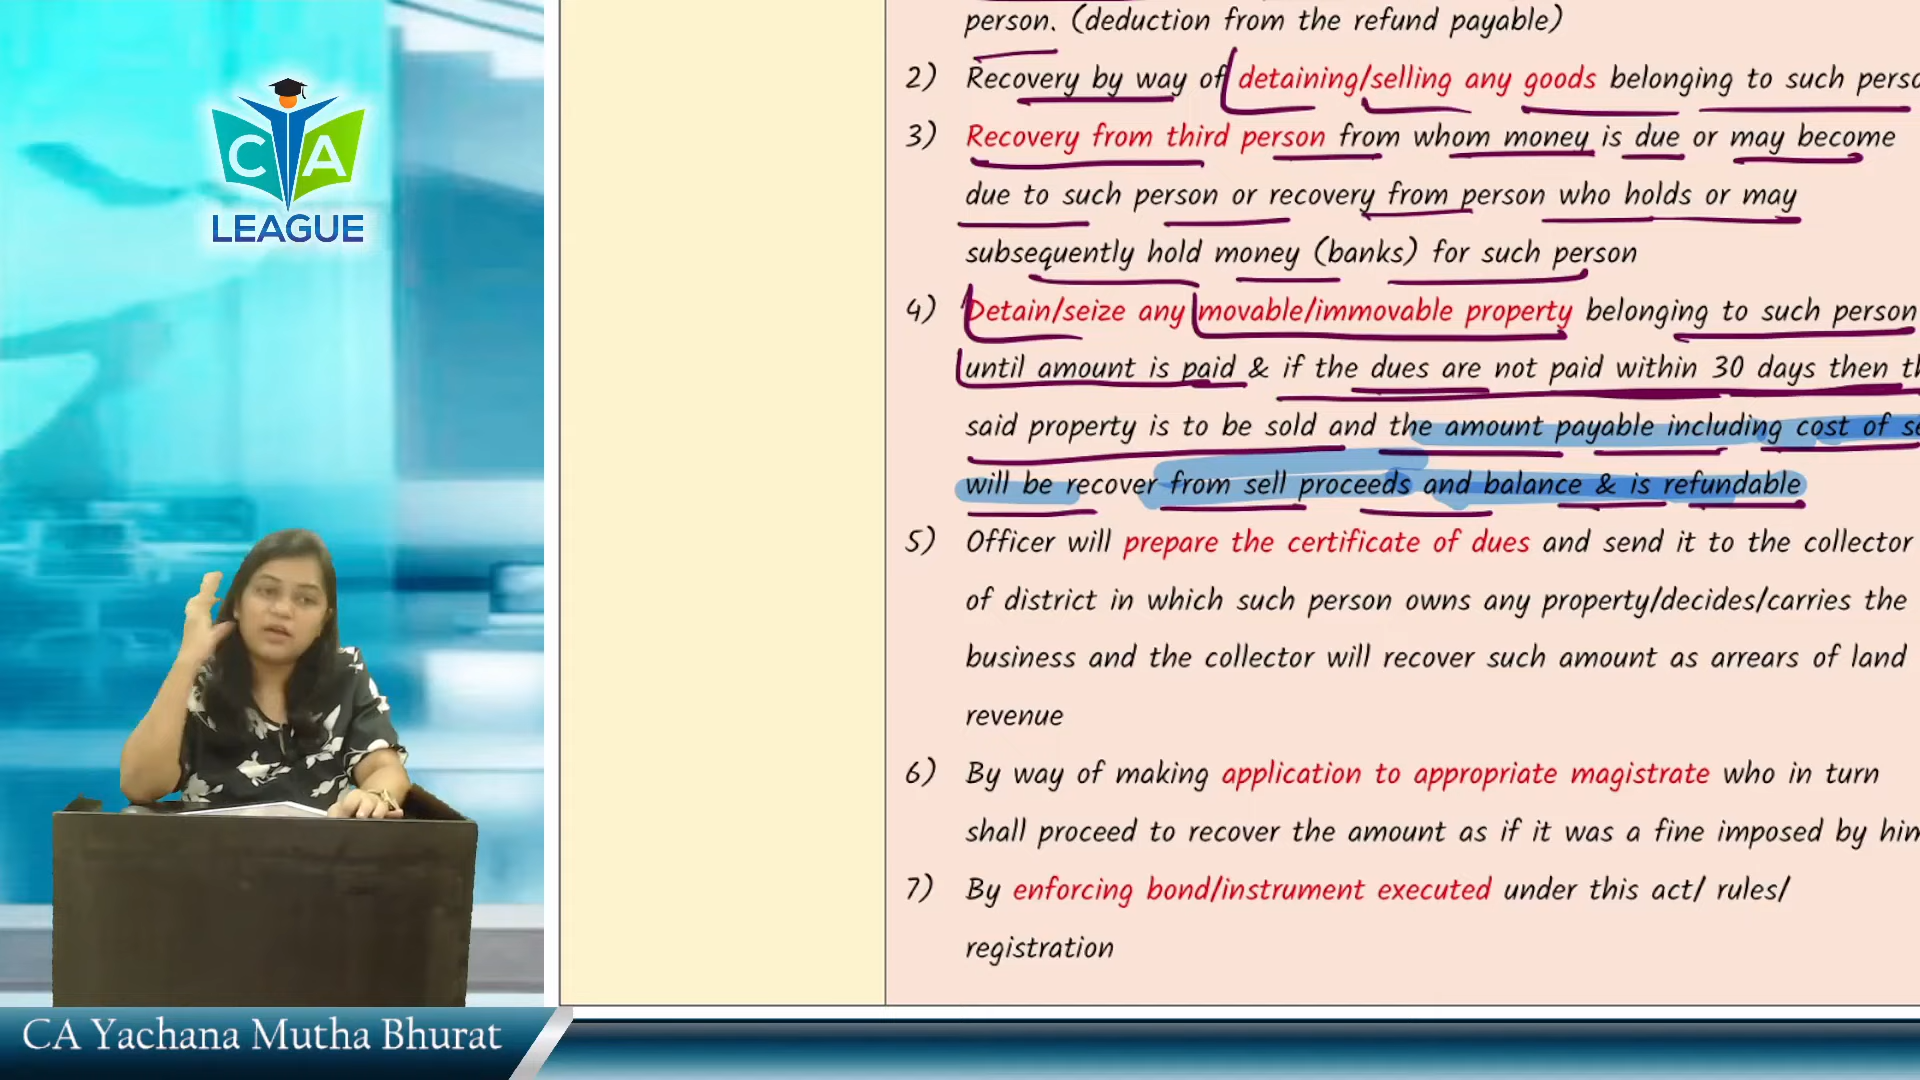 person. (deduction from the refund payable)
2) Recovery by way of detaining/selling any goods belonging to such
3) Recovery from third person from whom money is due or may become
due to such person or recovery from person who holds or may
subsequently hold money (banks) for such person
4) Detain/seize any movable/immovable property belonging to such person
until amount is paid & if the dues are not paid within 30 days then
said property is to be sold and the amount payable including cost of
will be recover from sell proceeds and balance & is refundable
5) Officer will prepare the certificate of dues and send it to the collector
of district in which such person owns any property/decides/carries the
business and the collector will recover such amount as arrears of land
revenue
6) By way of making application to appropriate magistrate who in turn
shall proceed to recover the amount as if it was a fine imposed by
7) By enforcing bond/instrument executed under this act/ rules/
registration
CA
LEAGUE
CA Yachana Mutha Bhurat